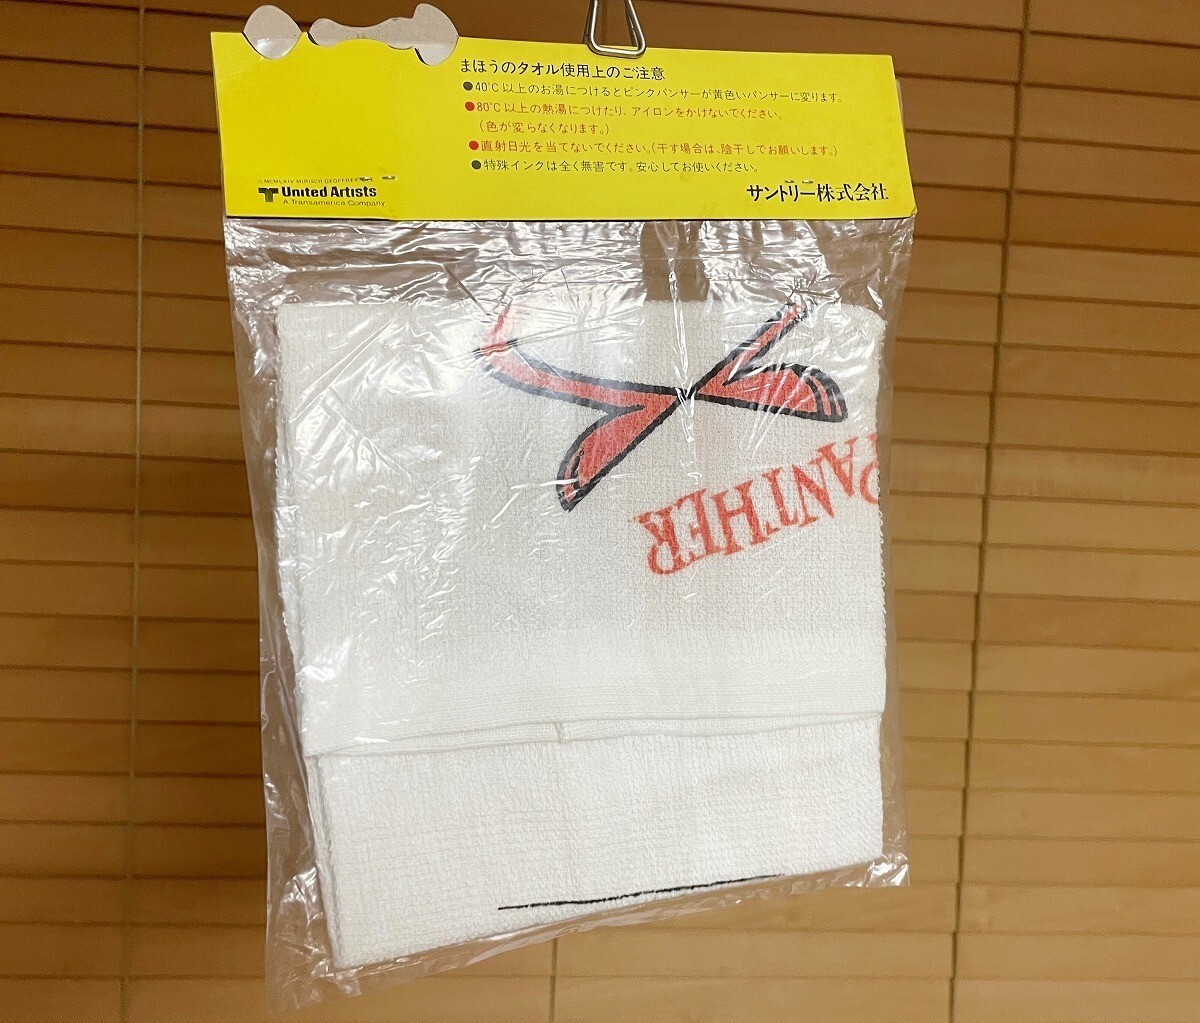 まほうのタオル使用上のご注意
●40℃以上のお湯につけるとピンクパンサーが黄色いパンサーに変ります。
●80℃以上の熱湯につけたり、アイロンをかけないでください。
(色が変らなくなります。)
●直射日光を当てないでください。(干す場合は、陰干しでお願いします。)
●特殊インクは全く無害です。安心してお使いください。
© MCMLXIV MIRISCH GEOFFREY
United Artists
A Transamerica Company
サントリー株式会社
PANTHER